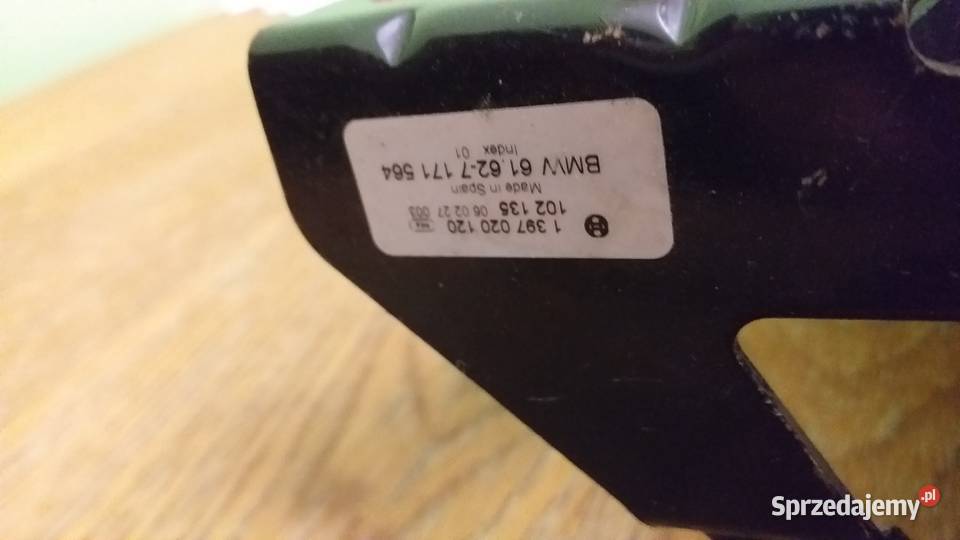 1 397 020 120
102 135 06 02 27 003
Made in Spain
BMW 61.62-7 171 564
Index 01
Sprzedajemy.pl